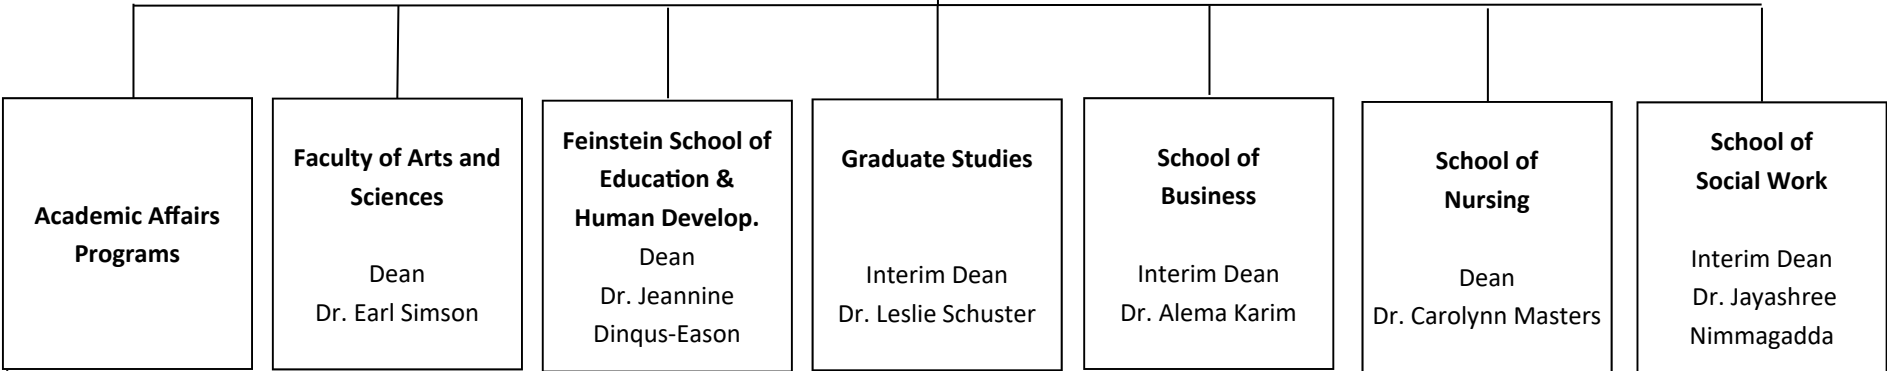 Academic Affairs
Programs
Faculty of Arts and
Sciences
Dean
Dr. Earl Simson
Feinstein School of
Education &
Human Develop.
Dean
Dr. Jeannine
Dinqus-Eason
Graduate Studies
Interim Dean
Dr. Leslie Schuster
School of
Business
Interim Dean
Dr. Alema Karim
School of
Nursing
Dean
Dr. Carolynn Masters
School of
Social Work
Interim Dean
Dr. Jayashree
Nimmagadda